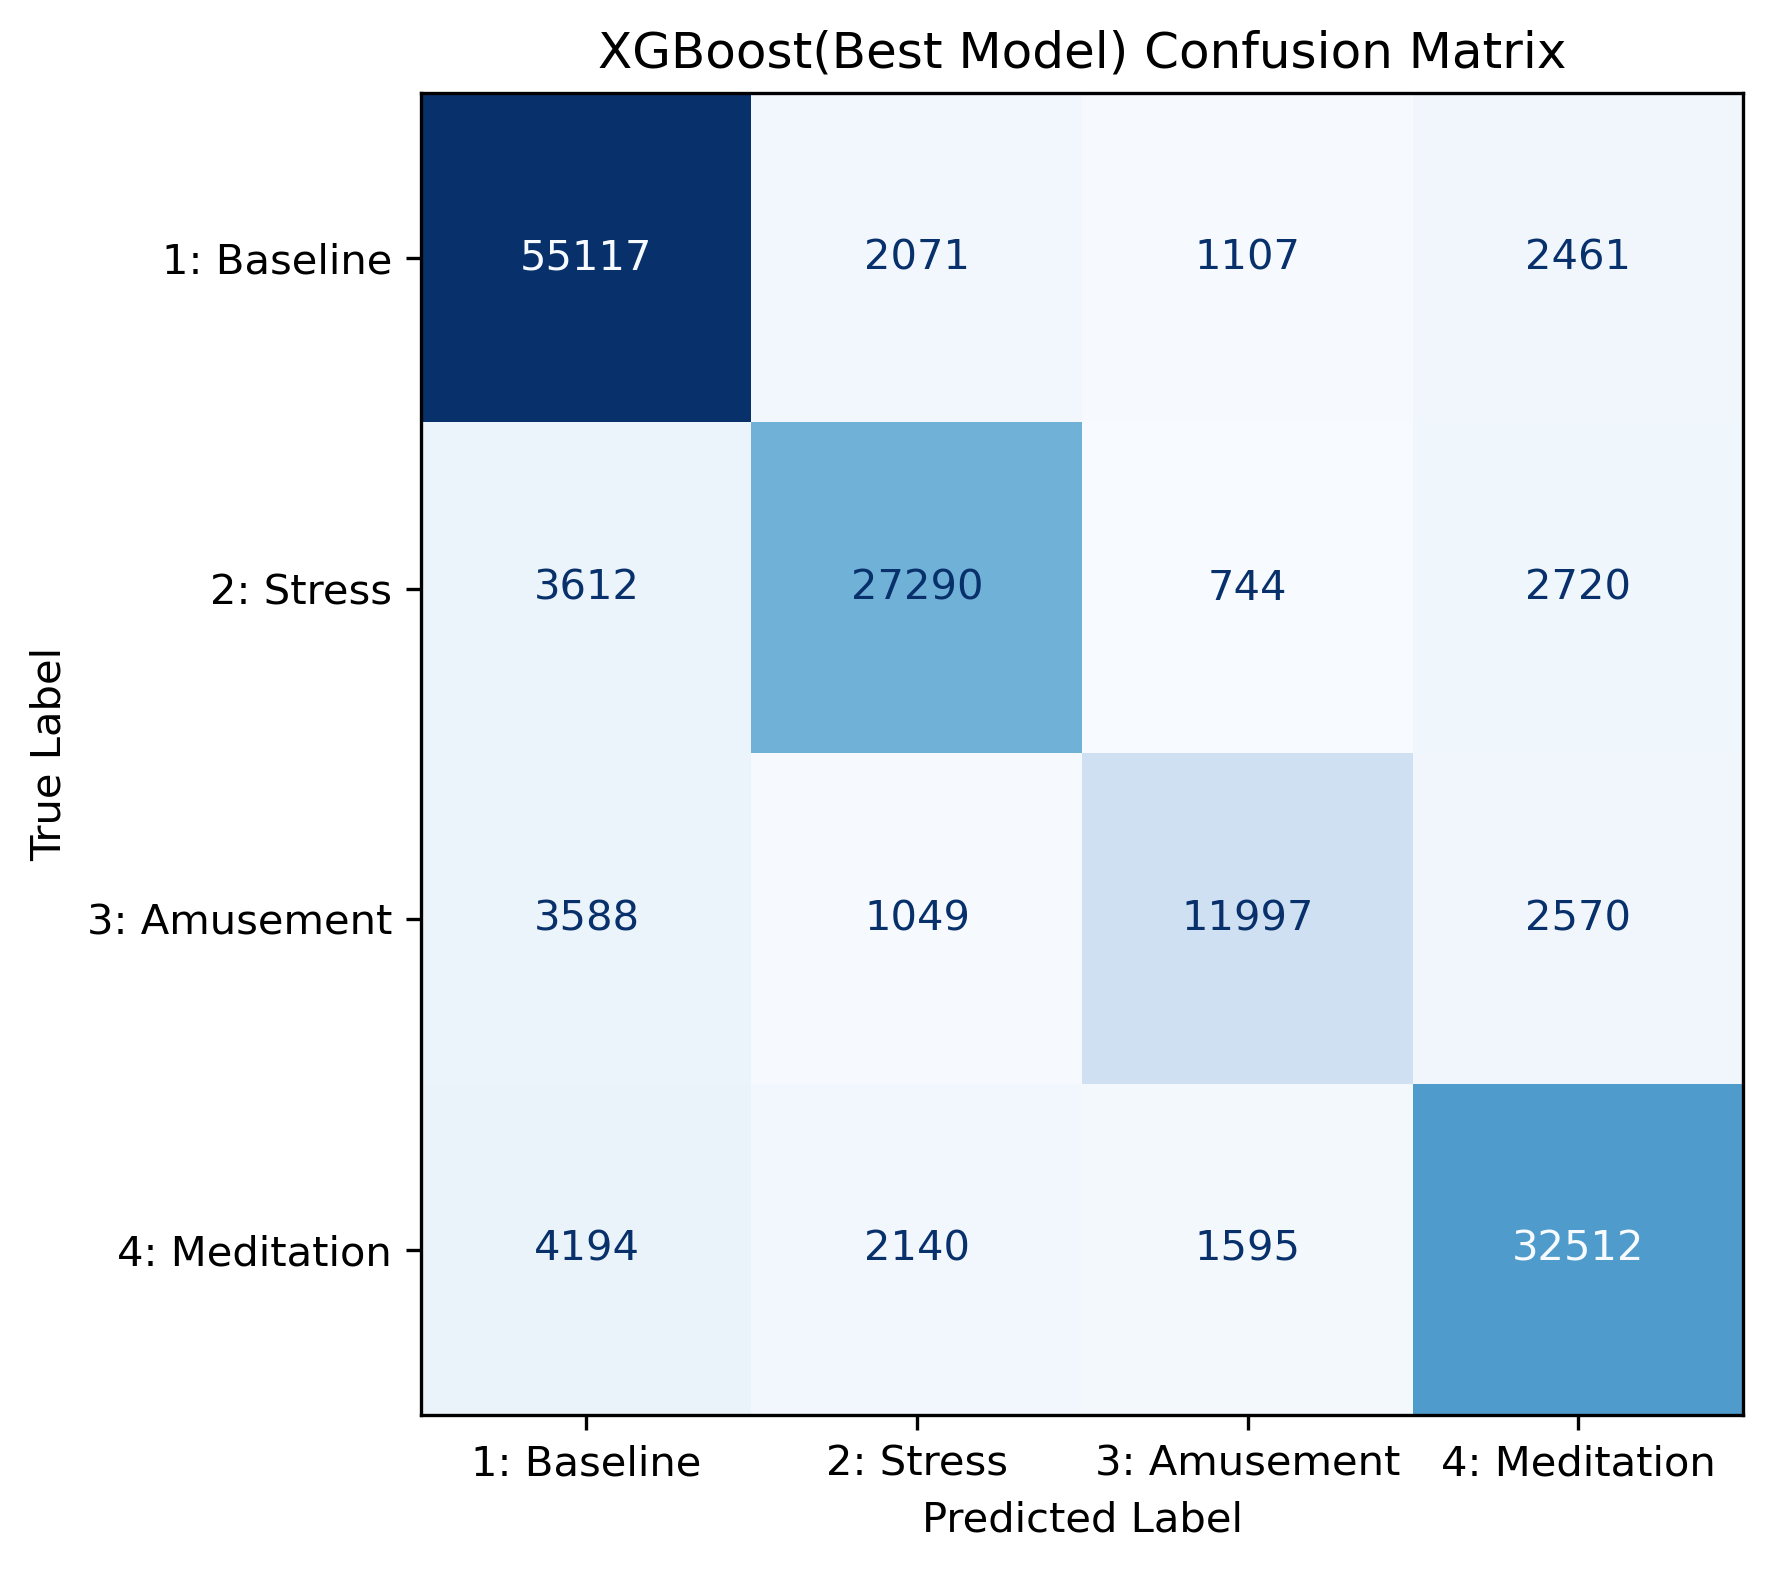 XGBoost(Best Model) Confusion Matrix
1: Baseline 55117 2071 1107 2461
2: Stress 3612 27290 744 2720
3: Amusement 3588 1049 11997 2570
4: Meditation 4194 2140 1595 32512
True Label
1: Baseline 2: Stress 3: Amusement 4: Meditation
Predicted Label